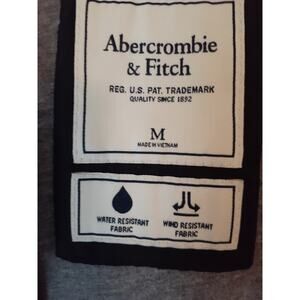 Abercrombie
& Fitch
REG. U.S. PAT. TRADEMARK
QUALITY SINCE 1892
M
MADE IN VIETNAM
WATER RESISTANT
FABRIC
WIND RESISTANT
FABRIC